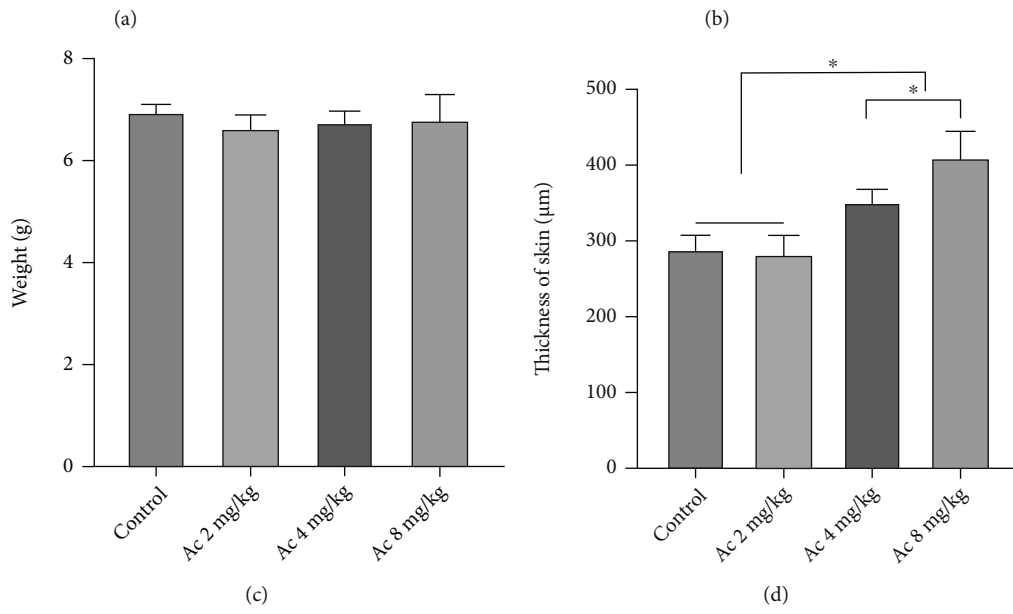 (a)
(b)
8
6
4
2
0
Weight (g)
Control
Ac 2 mg/kg
Ac 4 mg/kg
Ac 8 mg/kg
(c)
500
400
300
200
100
0
Thickness of skin (μm)
*
*
Control
Ac 2 mg/kg
Ac 4 mg/kg
Ac 8 mg/kg
(d)